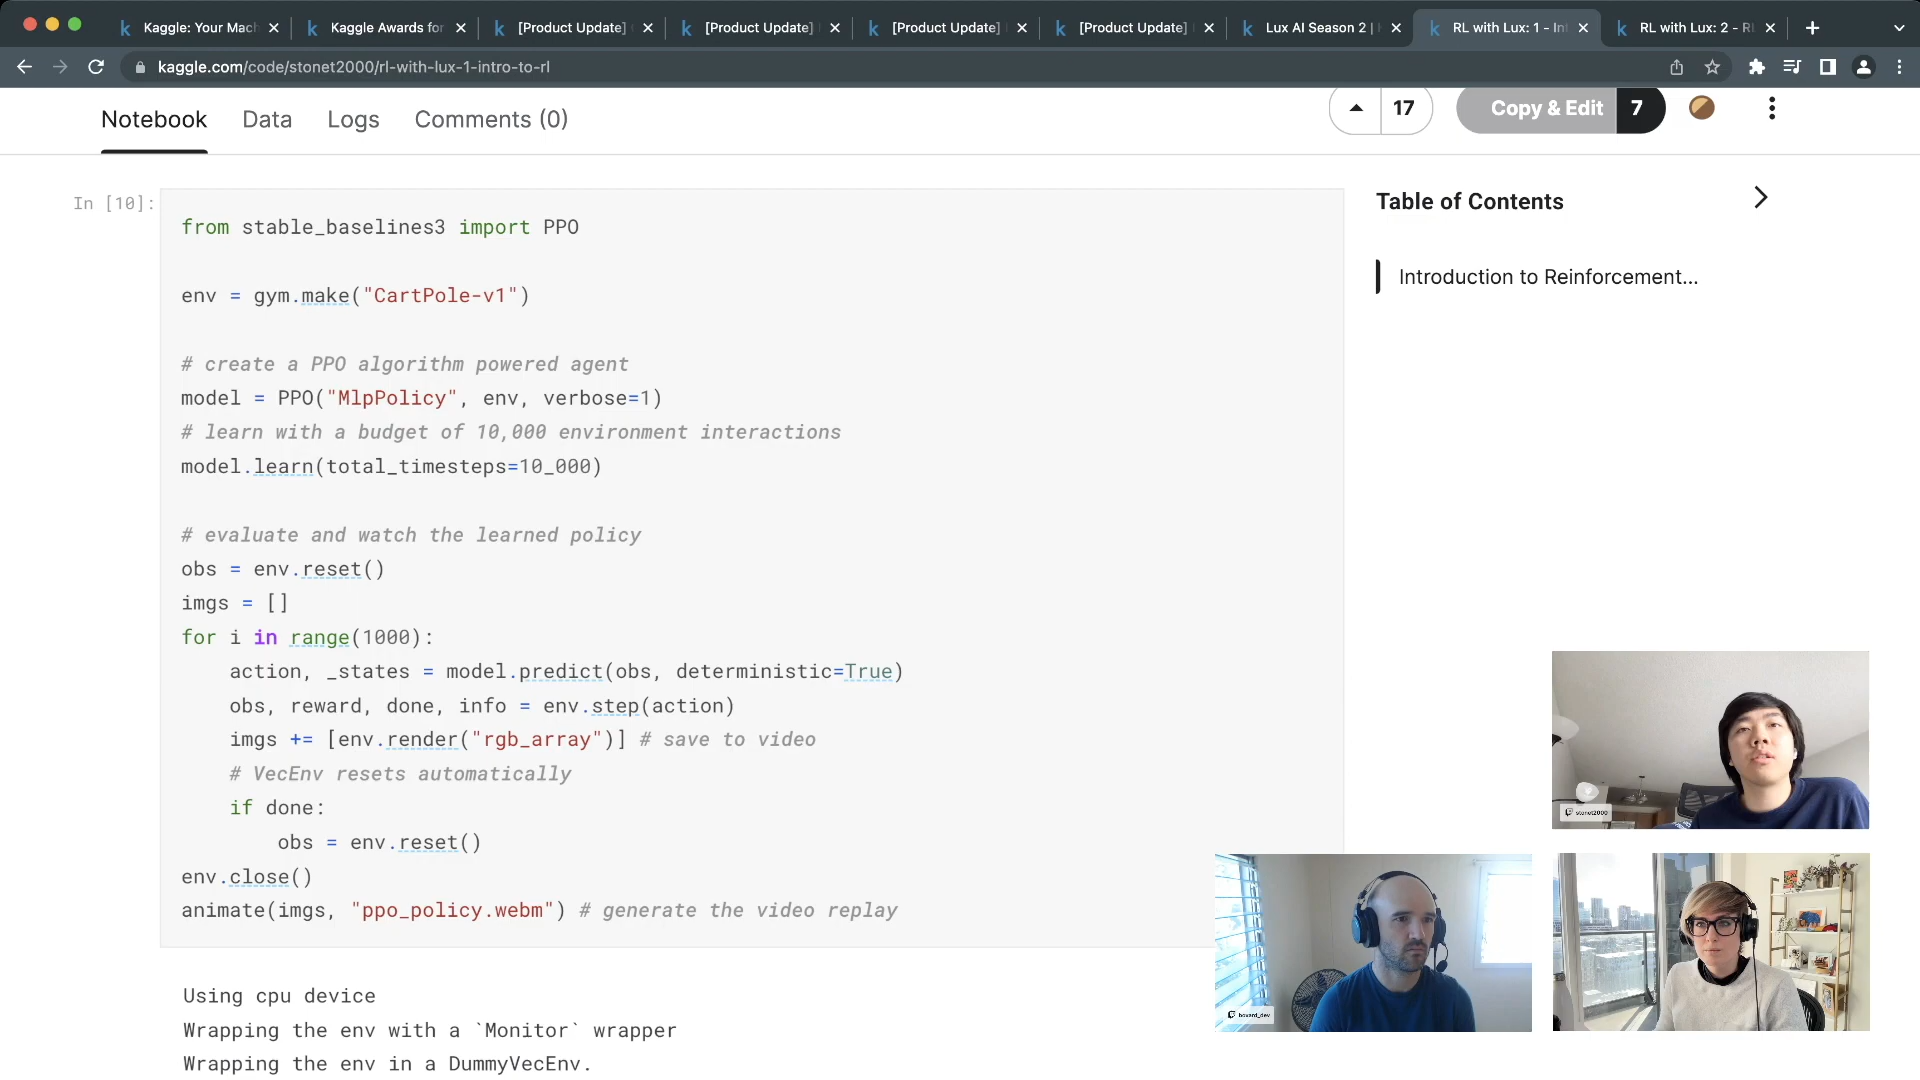 Kaggle: Your Mach
Kaggle Awards for
[Product Update]
[Product Update]
[Product Update]
[Product Update]
Lux AI Season 2 |
RL with Lux: 1 - In
RL with Lux: 2 - R
kaggle.com/code/stonet2000/rl-with-lux-1-intro-to-rl
Notebook
Data
Logs
Comments (0)
17
Copy & Edit
7
In [10]:
from stable_baselines3 import PPO
env = gym.make("CartPole-v1")
# create a PPO algorithm powered agent
model = PPO("MlpPolicy", env, verbose=1)
# learn with a budget of 10,000 environment interactions
model.learn(total_timesteps=10_000)
# evaluate and watch the learned policy
obs = env.reset()
imgs = []
for i in range(1000):
    action, _states = model.predict(obs, deterministic=True)
    obs, reward, done, info = env.step(action)
    imgs += [env.render("rgb_array")] # save to video
    # VecEnv resets automatically
    if done:
        obs = env.reset()
env.close()
animate(imgs, "ppo_policy.webm") # generate the video replay
Using cpu device
Wrapping the env with a `Monitor` wrapper
Wrapping the env in a DummyVecEnv.
Table of Contents
Introduction to Reinforcement...
stonet2000
bovard_dev